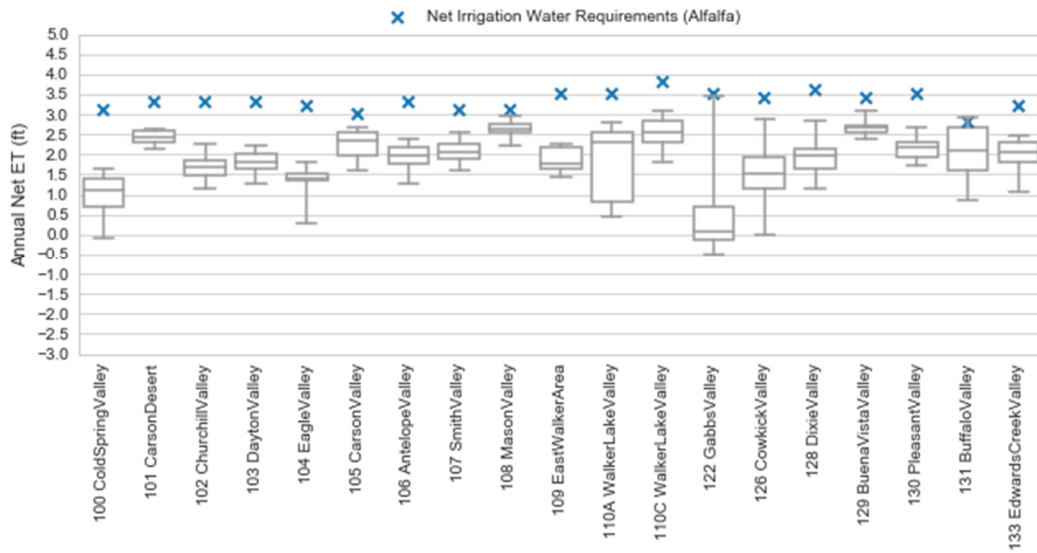 Net Irrigation Water Requirements (Alfalfa)
Annual Net ET (ft)
5.0
4.5
4.0
3.5
3.0
2.5
2.0
1.5
1.0
0.5
0.0
−0.5
−1.0
−1.5
−2.0
−2.5
−3.0
100 ColdSpringValley
101 CarsonDesert
102 ChurchillValley
103 DaytonValley
104 EagleValley
105 CarsonValley
106 AntelopeValley
107 SmithValley
108 MasonValley
109 EastWalkerArea
110A WalkerLakeValley
110C WalkerLakeValley
122 GabbsValley
126 CowkickValley
128 DixieValley
129 BuenaVistaValley
130 PleasantValley
131 BuffaloValley
133 EdwardsCreekValley